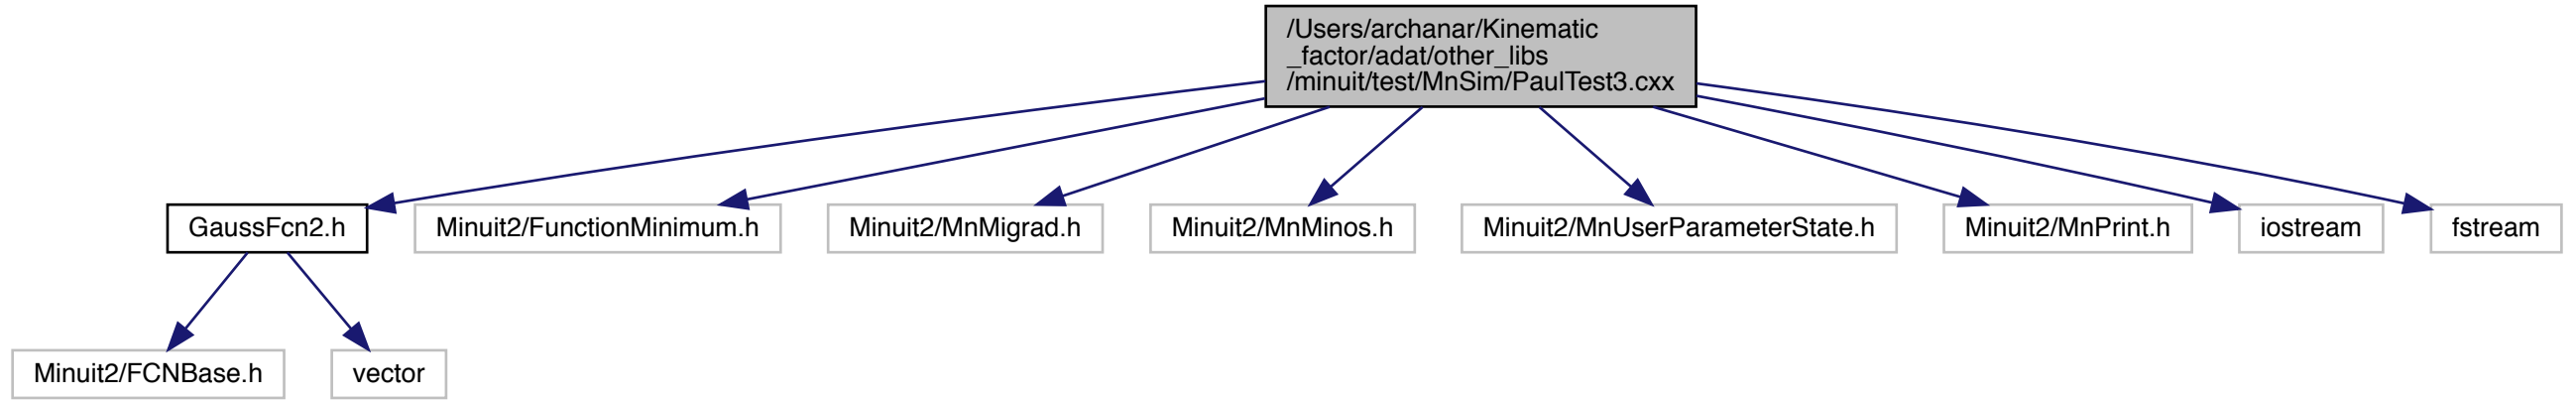 /Users/archanar/Kinematic
_factor/adat/other_libs
/minuit/test/MnSim/PaulTest3.cxx
GaussFcn2.h
Minuit2/FunctionMinimum.h
Minuit2/MnMigrad.h
Minuit2/MnMinos.h
Minuit2/MnUserParameterState.h
Minuit2/MnPrint.h
iostream
fstream
Minuit2/FCNBase.h
vector